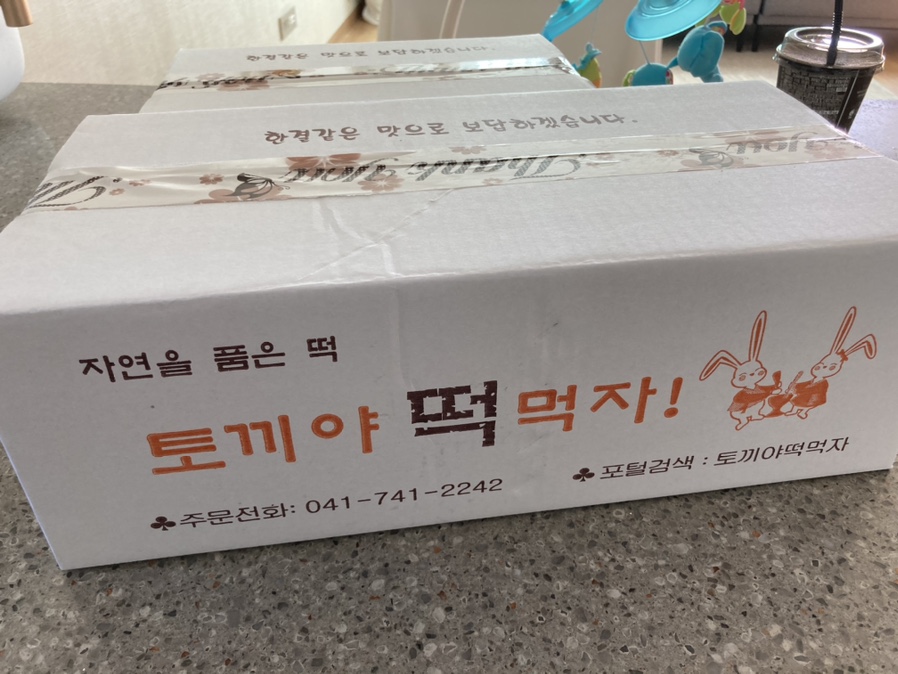 한결같은 맛으로 보답하겠습니다.
한결같은 맛으로 보답하겠습니다.
Thank You
You
자연을 품은 떡
토끼야 떡 먹자!
♣주문전화: 041-741-2242
♣포털검색 : 토끼야떡먹자